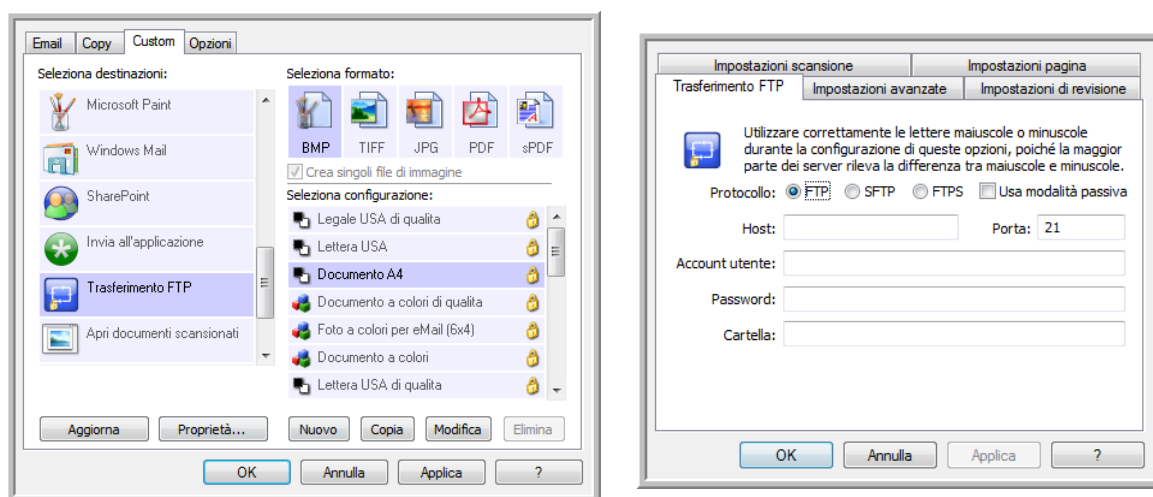 Email Copy Custom Opzioni
Seleziona destinazioni:
Microsoft Paint
Windows Mail
SharePoint
Invia all'applicazione
Trasferimento FTP
Apri documenti scansionati
Aggiorna Proprietà...
Seleziona formato:
BMP TIFF JPG PDF sPDF
Crea singoli file di immagine
Seleziona configurazione:
Legale USA di qualita
Lettera USA
Documento A4
Documento a colori di qualita
Foto a colori per eMail (6x4)
Documento a colori
Lettera USA di qualita
Nuovo Copia Modifica Elimina
OK Annulla Applica ?
Impostazioni scansione Impostazioni pagina
Trasferimento FTP Impostazioni avanzate Impostazioni di revisione
Utilizzare correttamente le lettere maiuscole o minuscole
durante la configurazione di queste opzioni, poiché la maggior
parte dei server rileva la differenza tra maiuscole e minuscole.
Protocollo: FTP SFTP FTPS Usa modalità passiva
Host: Porta: 21
Account utente:
Password:
Cartella:
OK Annulla Applica ?